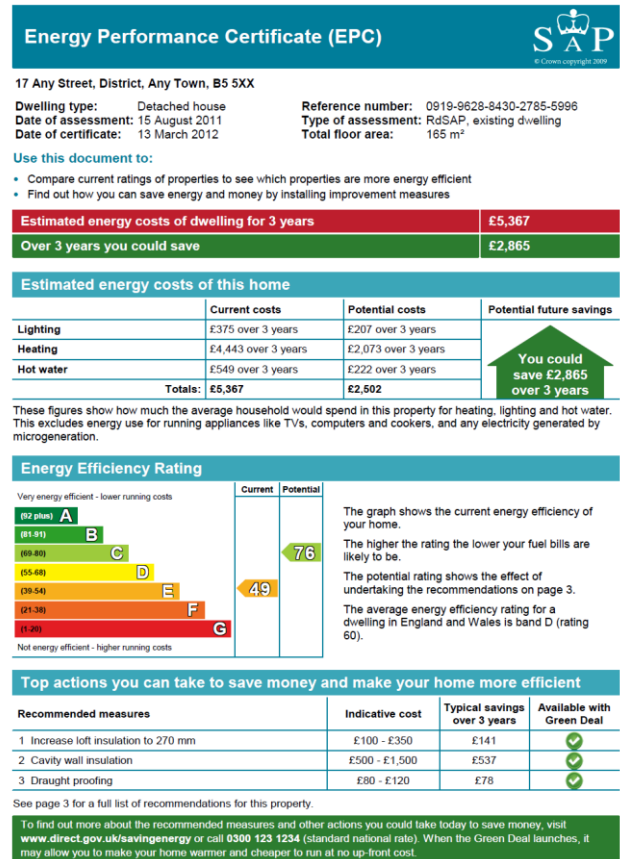 Energy Performance Certificate (EPC)
SAP
© Crown copyright 2009
17 Any Street, District, Any Town, B5 5XX
Dwelling type: Detached house
Date of assessment: 15 August 2011
Date of certificate: 13 March 2012
Reference number: 0919-9628-8430-2785-5996
Type of assessment: RdSAP, existing dwelling
Total floor area: 165 m²
Use this document to:
• Compare current ratings of properties to see which properties are more energy efficient
• Find out how you can save energy and money by installing improvement measures
Estimated energy costs of dwelling for 3 years £5,367
Over 3 years you could save £2,865
Estimated energy costs of this home
Current costs Potential costs Potential future savings
Lighting £375 over 3 years £207 over 3 years
Heating £4,443 over 3 years £2,073 over 3 years
Hot water £549 over 3 years £222 over 3 years
Totals: £5,367 £2,502
You could
save £2,865
over 3 years
These figures show how much the average household would spend in this property for heating, lighting and hot water.
This excludes energy use for running appliances like TVs, computers and cookers, and any electricity generated by
microgeneration.
Energy Efficiency Rating
Current Potential
Very energy efficient - lower running costs
(92 plus) A
(81-91) B
(69-80) C
(55-68) D
(39-54) E
(21-38) F
(1-20) G
49
76
Not energy efficient - higher running costs
The graph shows the current energy efficiency of
your home.
The higher the rating the lower your fuel bills are
likely to be.
The potential rating shows the effect of
undertaking the recommendations on page 3.
The average energy efficiency rating for a
dwelling in England and Wales is band D (rating
60).
Top actions you can take to save money and make your home more efficient
Recommended measures Indicative cost Typical savings over 3 years Available with Green Deal
1 Increase loft insulation to 270 mm £100 - £350 £141
2 Cavity wall insulation £500 - £1,500 £537
3 Draught proofing £80 - £120 £78
See page 3 for a full list of recommendations for this property.
To find out more about the recommended measures and other actions you could take today to save money, visit
www.direct.gov.uk/savingenergy or call 0300 123 1234 (standard national rate). When the Green Deal launches, it
may allow you to make your home warmer and cheaper to run at no up-front cost.